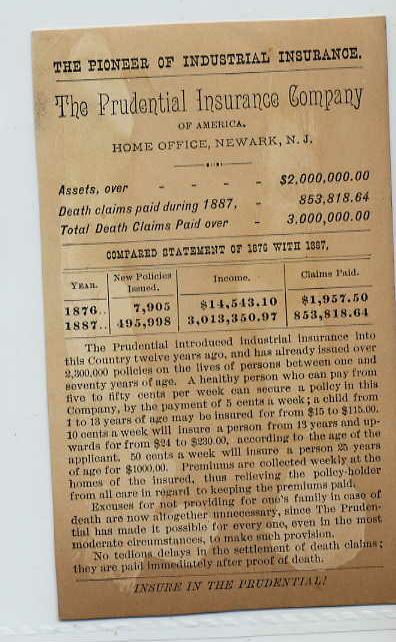 THE PIONEER OF INDUSTRIAL INSURANCE.
The Prudential Insurance Company
OF AMERICA.
HOME OFFICE, NEWARK, N. J.
Assets, over - - - - $2,000,000.00
Death claims paid during 1887, - 853,818.64
Total Death Claims Paid over - 3,000,000.00
COMPARED STATEMENT OF 1876 WITH 1887.
YEAR. New Policies Issued. Income. Claims Paid.
1876.. 7,905 $14,543.10 $1,957.50
1887.. 495,998 3,013,350.97 853,818.64
The Prudential introduced industrial insurance into
this Country twelve years ago, and has already issued over
2,300,000 policies on the lives of persons between one and
seventy years of age. A healthy person who can pay from
five to fifty cents per week can secure a policy in this
Company, by the payment of 5 cents a week; a child from
1 to 13 years of age may be insured for from $15 to $115.00.
10 cents a week will insure a person from 13 years and up-
wards for from $24 to $230.00, according to the age of the
applicant. 50 cents a week will insure a person 25 years
of age for $1000.00. Premiums are collected weekly at the
homes of the insured, thus relieving the policy-holder
from all care in regard to keeping the premiums paid.
Excuses for not providing for one's family in case of
death are now altogether unnecessary, since The Pruden-
tial has made it possible for every one, even in the most
moderate circumstances, to make such provision.
No tedious delays in the settlement of death claims;
they are paid immediately after proof of death.
INSURE IN THE PRUDENTIAL!